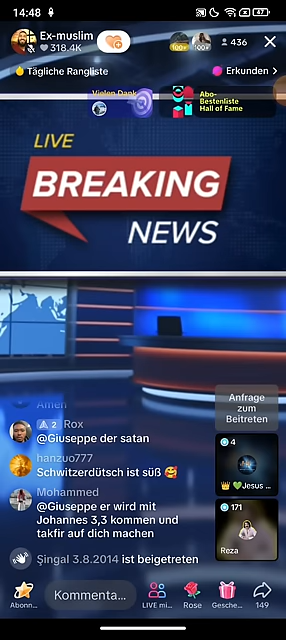 14:48
47
Ex-muslim
318.4K
100+
100+
436
Tägliche Rangliste
Erkunden >
Vielen Dank
Abo-
Bestenliste
Hall of Fame
LIVE
BREAKING
NEWS
Anfrage
zum
Beitreten
Amen
2 Rox
@Giuseppe der satan
hanzuo777
Schwitzerdütsch ist süß 🥰
Mohammed
@Giuseppe er wird mit
Johannes 3,3 kommen und
takfir auf dich machen
Şingal 3.8.2014 ist beigetreten
4
👑 💚Jesus ...
171
Reza
Abonn...
Kommenta...
LIVE mi...
Rose
Gesche...
149